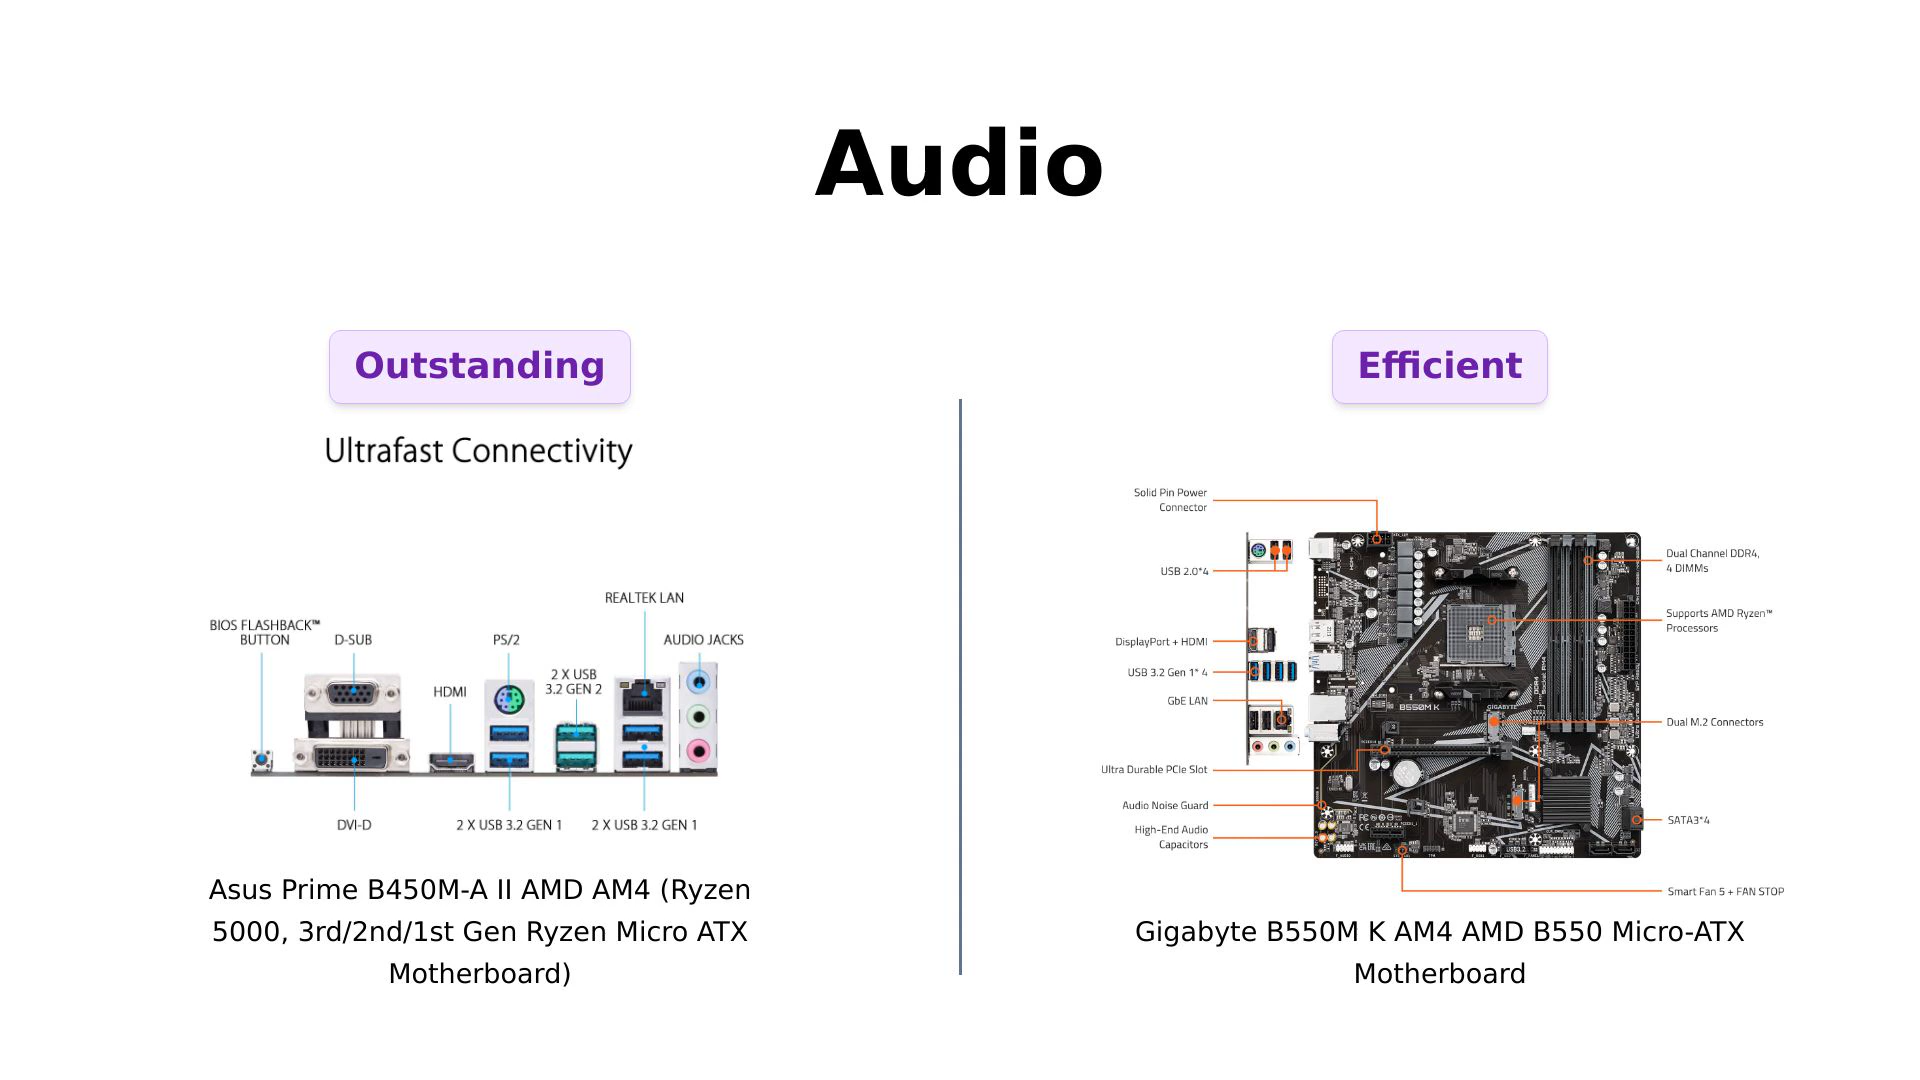 Audio
Outstanding
Ultrafast Connectivity
REALTEK LAN
BIOS FLASHBACK™
BUTTON
D-SUB
PS/2
AUDIO JACKS
2 X USB
3.2 GEN 2
HDMI
DVI-D
2 X USB 3.2 GEN 1
2 X USB 3.2 GEN 1
Asus Prime B450M-A II AMD AM4 (Ryzen
5000, 3rd/2nd/1st Gen Ryzen Micro ATX
Motherboard)
Efficient
Solid Pin Power
Connector
USB 2.0*4
DisplayPort + HDMI
USB 3.2 Gen 1* 4
GbE LAN
Ultra Durable PCIe Slot
Audio Noise Guard
High-End Audio
Capacitors
Dual Channel DDR4,
4 DIMMs
Supports AMD Ryzen™
Processors
Dual M.2 Connectors
SATA3*4
Smart Fan 5 + FAN STOP
B550M K
GIGABYTE
DDR4
Socket AM4
Gigabyte B550M K AM4 AMD B550 Micro-ATX
Motherboard